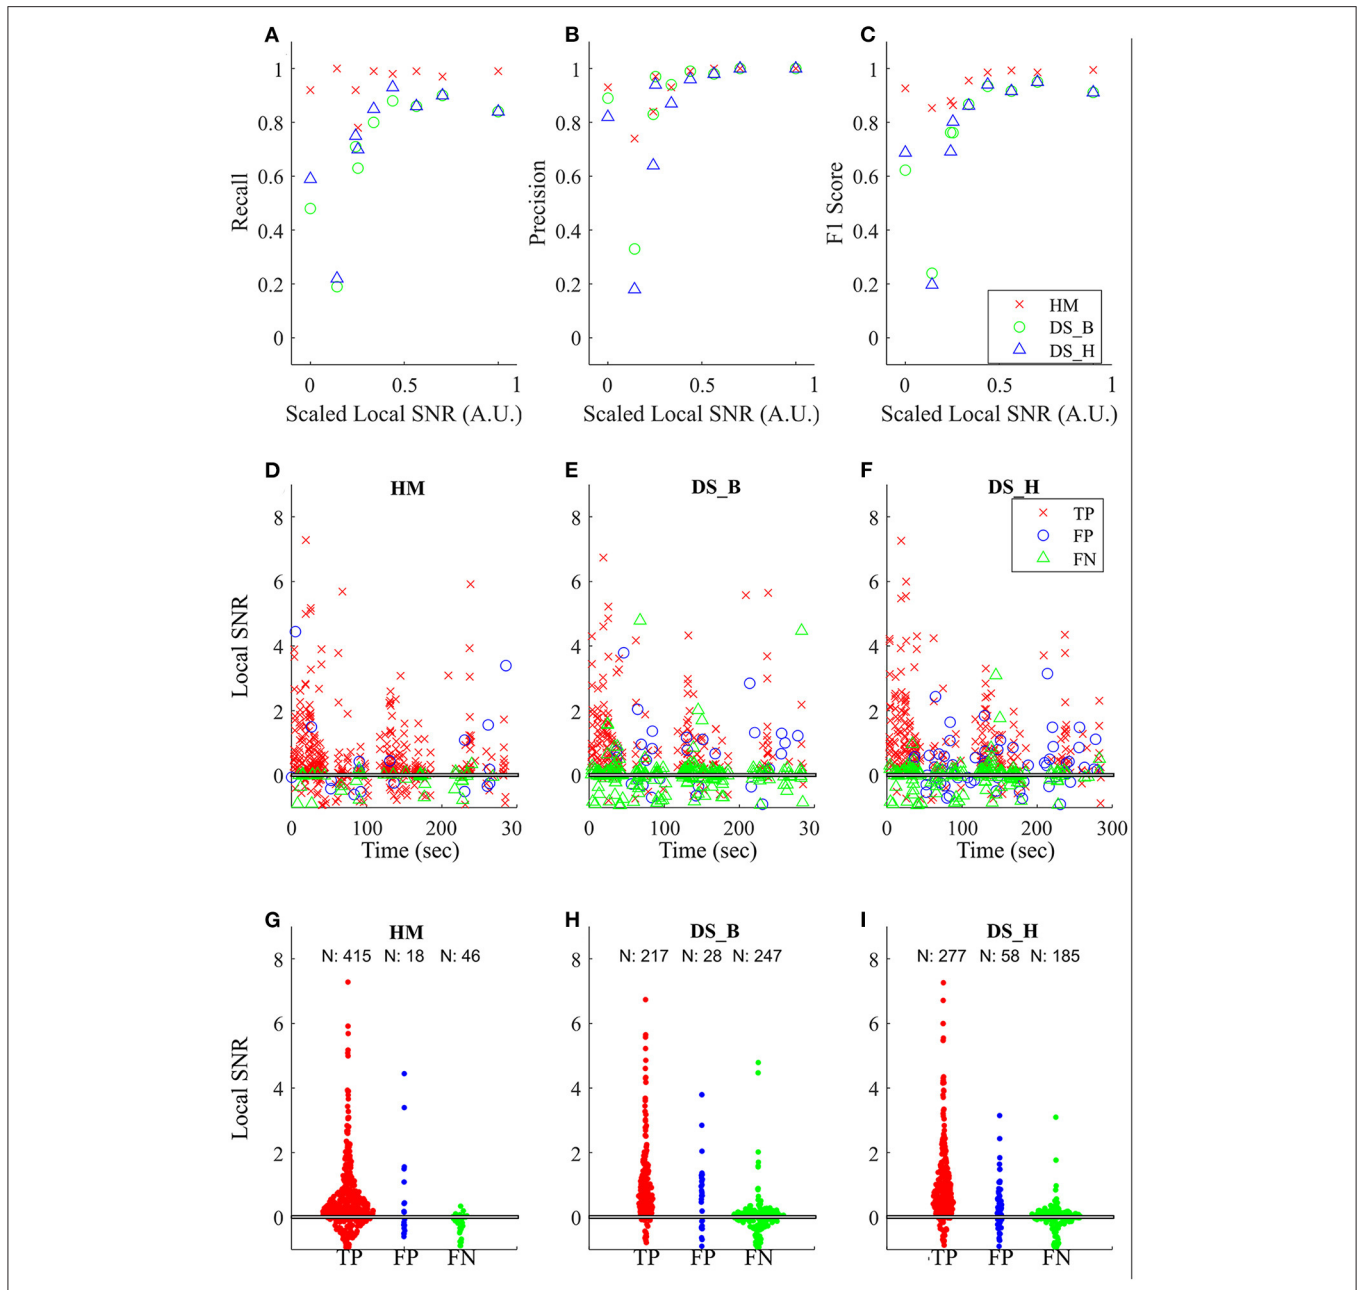 A
B
C
1
0.8
0.6
0.4
0.2
0
Recall
0
0.5
1
Scaled Local SNR (A.U.)
1
0.8
0.6
0.4
0.2
0
Precision
0
0.5
1
Scaled Local SNR (A.U.)
1
0.8
0.6
0.4
0.2
0
F1 Score
HM
DS_B
DS_H
0
0.5
1
Scaled Local SNR (A.U.)
D
HM
8
6
4
2
0
Local SNR
0
100
200
30
Time (sec)
E
DS_B
8
6
4
2
0
0
100
200
300
Time (sec)
F
DS_H
TP
FP
FN
8
6
4
2
0
0
100
200
300
Time (sec)
G
HM
N: 415 N: 18 N: 46
8
6
4
2
0
Local SNR
TP FP FN
H
DS_B
N: 217 N: 28 N: 247
8
6
4
2
0
TP FP FN
I
DS_H
N: 277 N: 58 N: 185
8
6
4
2
0
TP FP FN